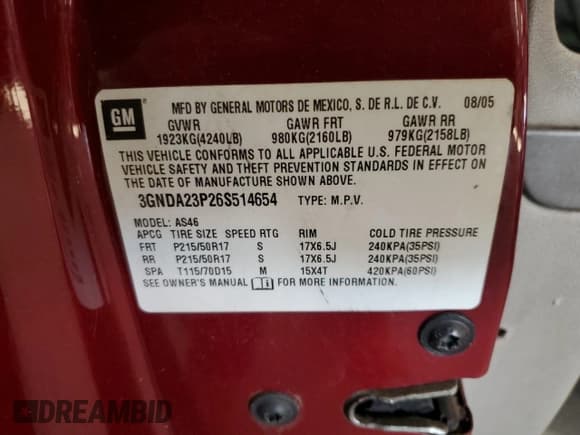 GM
MFD BY GENERAL MOTORS DE MEXICO, S. DE R.L. DE C.V. 08/05
GVWR GAWR FRT GAWR RR
1923KG(4240LB) 980KG(2160LB) 979KG(2158LB)
THIS VEHICLE CONFORMS TO ALL APPLICABLE U.S. FEDERAL MOTOR
VEHICLE SAFETY AND THEFT PREVENTION STANDARDS IN EFFECT ON
THE DATE OF MANUFACTURE SHOWN ABOVE.
3GNDA23P26S514654 TYPE: M.P.V.
MODEL: AS46
APCG TIRE SIZE SPEED RTG RIM COLD TIRE PRESSURE
FRT P215/50R17 S 17X6.5J 240KPA(35PSI)
RR P215/50R17 S 17X6.5J 240KPA(35PSI)
SPA T115/70D15 M 15X4T 420KPA(60PSI)
SEE OWNER'S MANUAL FOR MORE INFORMATION.
DREAMBID